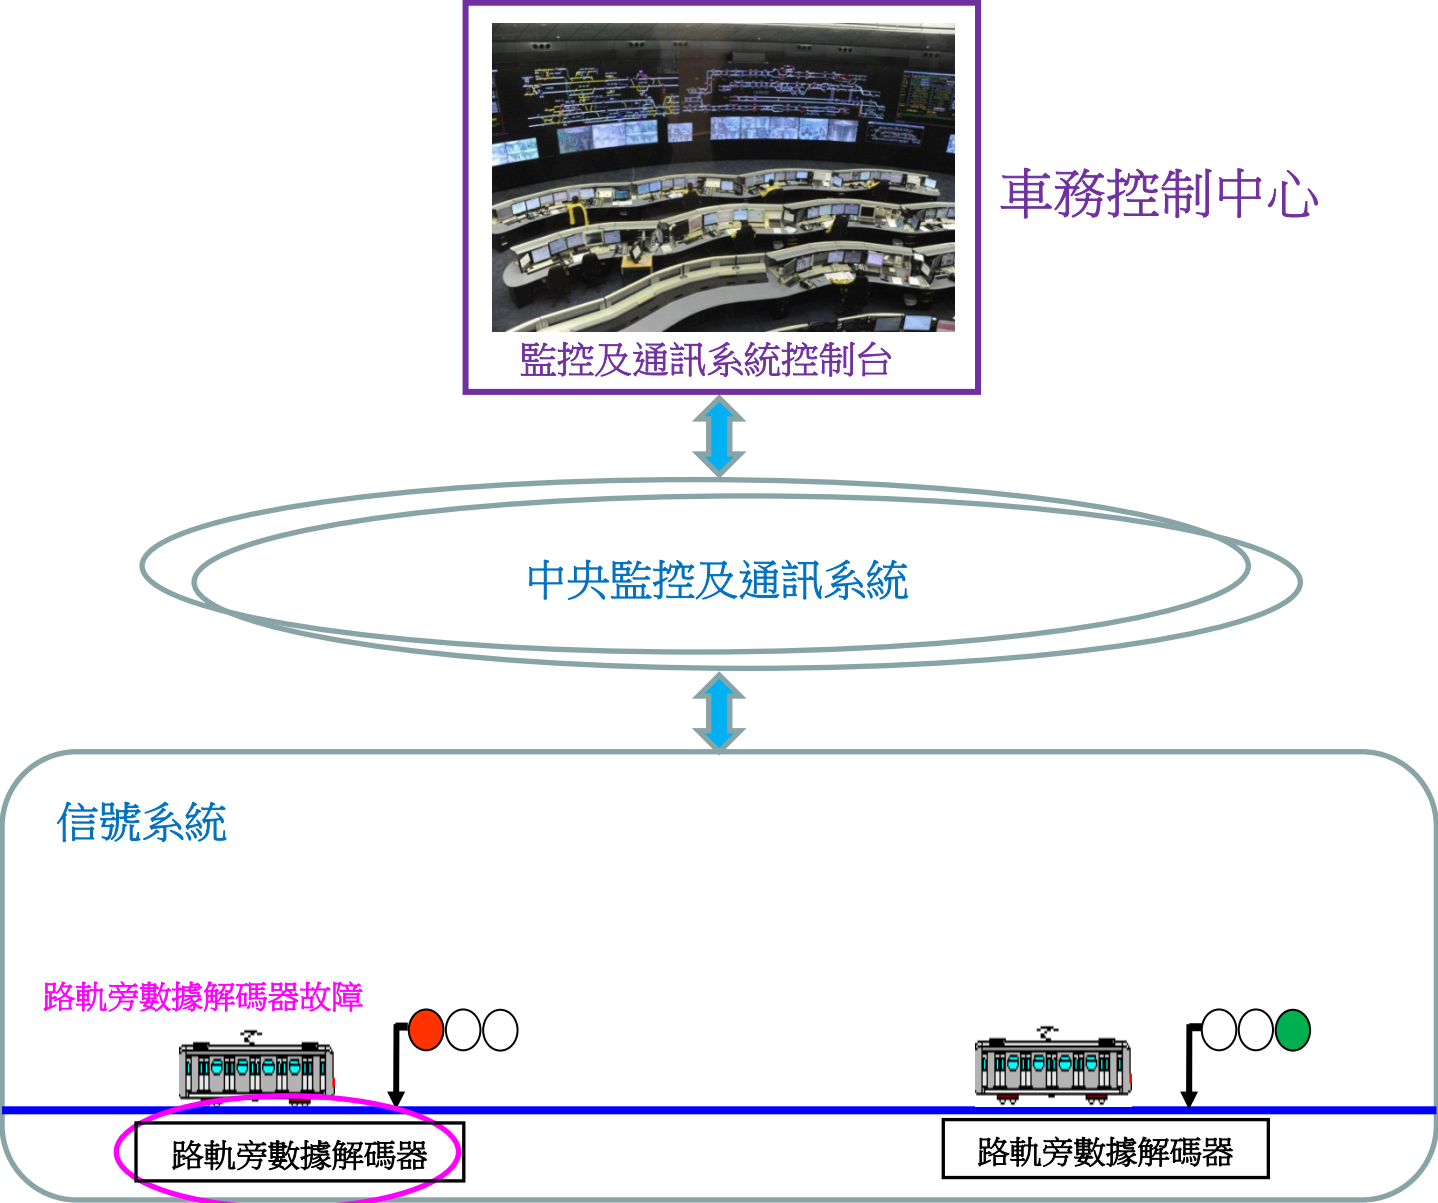 車務控制中心
監控及通訊系統控制台
中央監控及通訊系統
信號系統
路軌旁數據解碼器故障
路軌旁數據解碼器
路軌旁數據解碼器